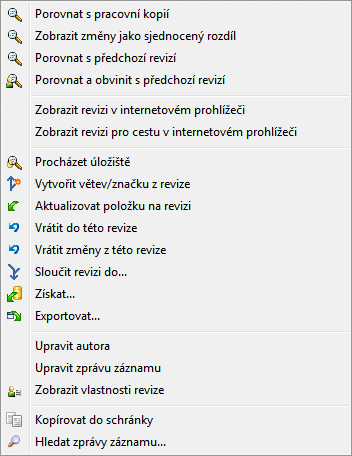 Porovnat s pracovní kopií
Zobrazit změny jako sjednocený rozdíl
Porovnat s předchozí revizí
Porovnat a obvinit s předchozí revizí
Zobrazit revizi v internetovém prohlížeči
Zobrazit revizi pro cestu v internetovém prohlížeči
Procházet úložiště
Vytvořit větev/značku z revize
Aktualizovat položku na revizi
Vrátit do této revize
Vrátit změny z této revize
Sloučit revizi do...
Získat...
Exportovat...
Upravit autora
Upravit zprávu záznamu
Zobrazit vlastnosti revize
Kopírovat do schránky
Hledat zprávy záznamu...